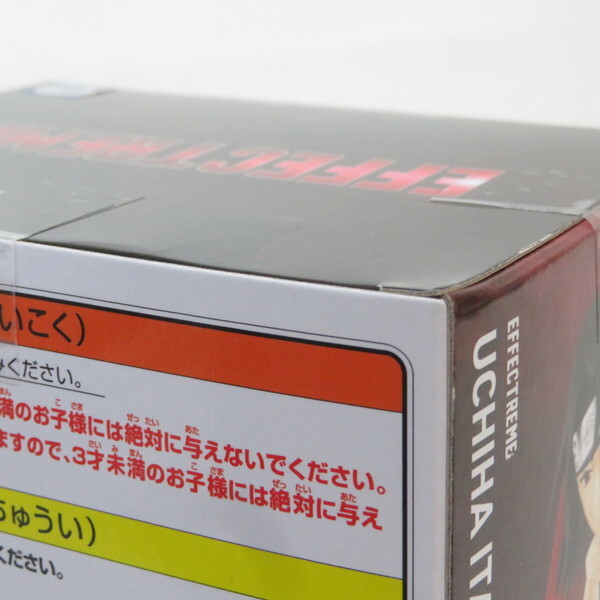 EFFECTREME
いこく)
ください。
満のお子様には絶対に与えないでください。
ますので、3才未満のお子様には絶対に与え
ちゅうい)
ください。
EFFECTREME
UCHIHA ITA